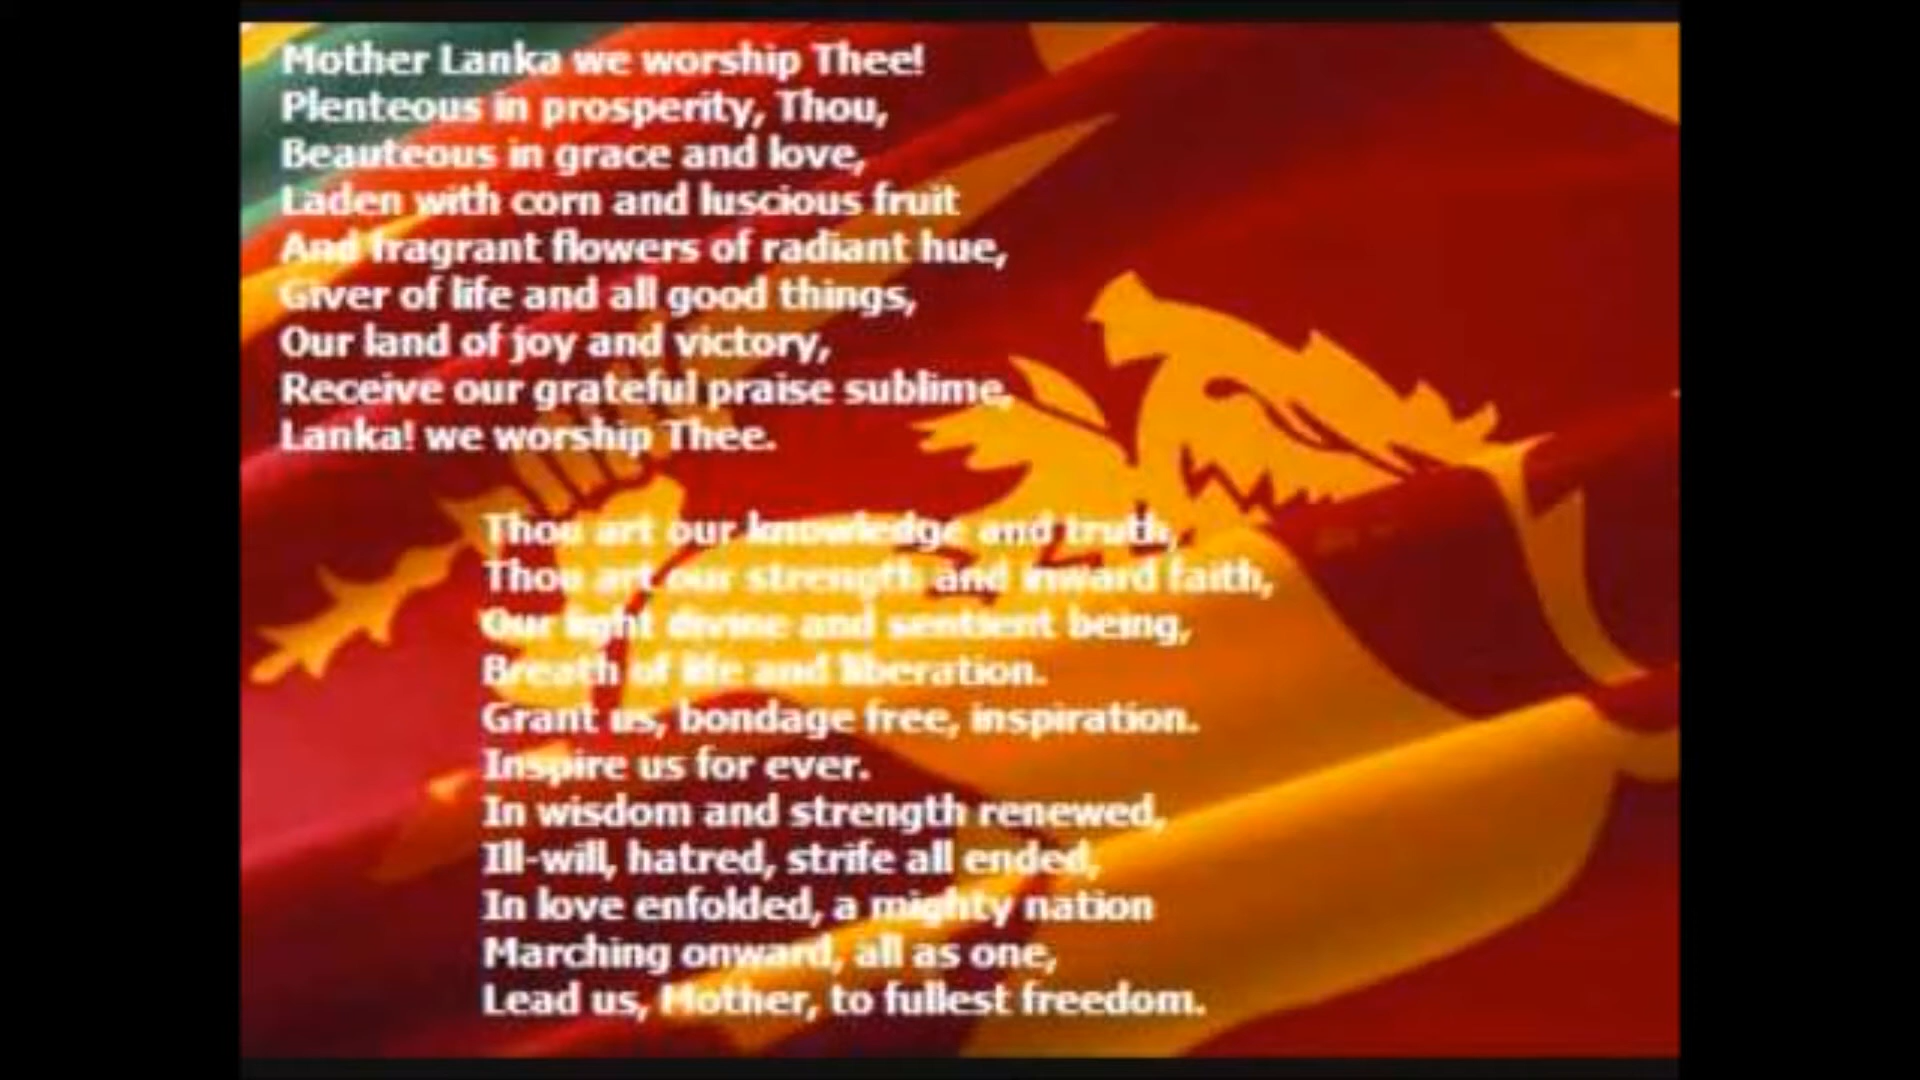 Mother Lanka we worship Thee!
Plenteous in prosperity, Thou,
Beauteous in grace and love,
Laden with corn and luscious fruit
And fragrant flowers of radiant hue,
Giver of life and all good things,
Our land of joy and victory,
Receive our grateful praise sublime,
Lanka! we worship Thee.
Thou art our knowledge and truth,
Thou art our strength and inward faith,
Our light divine and sentient being,
Breath of life and liberation.
Grant us, bondage free, inspiration.
Inspire us for ever.
In wisdom and strength renewed,
Ill-will, hatred, strife all ended,
In love enfolded, a mighty nation
Marching onward, all as one,
Lead us, Mother, to fullest freedom.